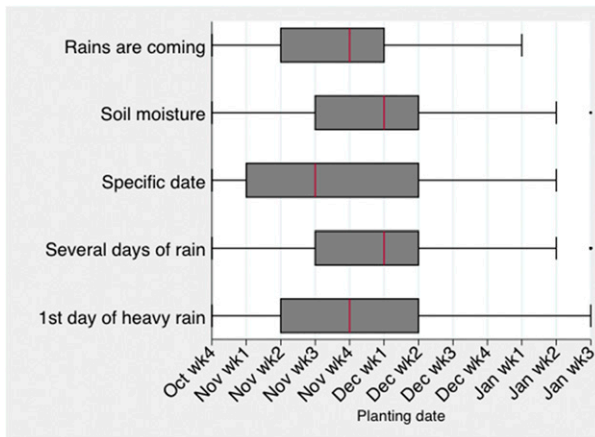 Rains are coming
Soil moisture
Specific date
Several days of rain
1st day of heavy rain
Oct wk4
Nov wk1
Nov wk2
Nov wk3
Nov wk4
Dec wk1
Dec wk2
Dec wk3
Dec wk4
Jan wk1
Jan wk2
Jan wk3
Planting date